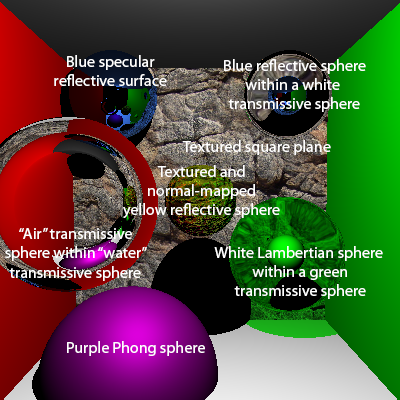 Blue specular
reflective surface
Blue reflective sphere
within a white
transmissive sphere
Textured square plane
Textured and
normal-mapped
yellow reflective sphere
“Air” transmissive
sphere within “water”
transmissive sphere
White Lambertian sphere
within a green
transmissive sphere
Purple Phong sphere